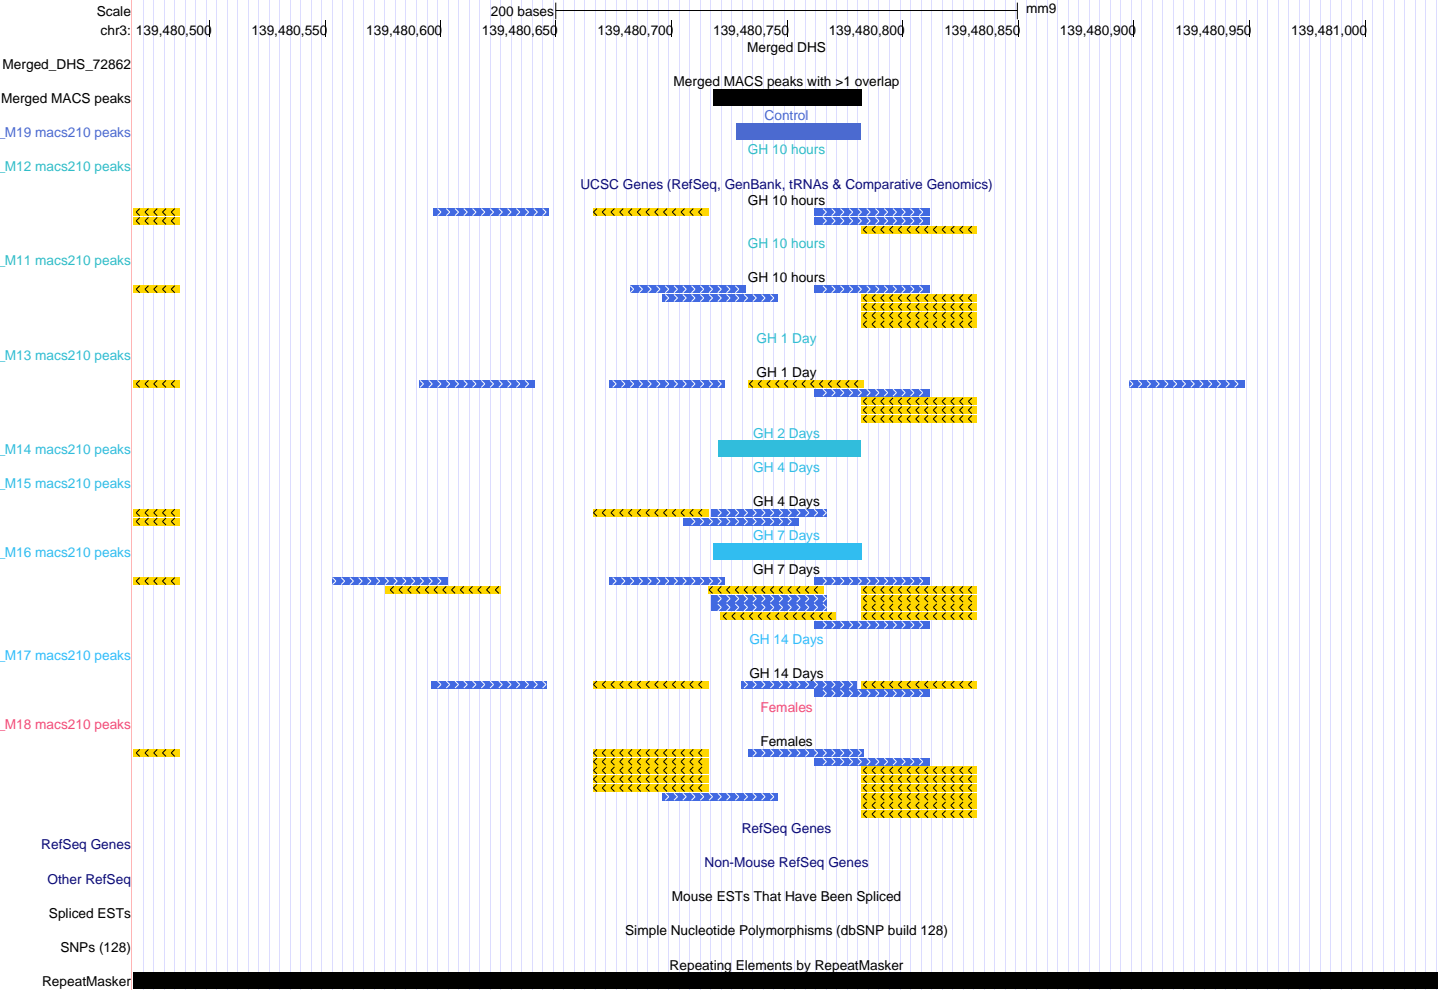 Scale 200 bases mm9
chr3: 139,480,500 139,480,550 139,480,600 139,480,650 139,480,700 139,480,750 139,480,800 139,480,850 139,480,900 139,480,950 139,481,000
Merged DHS
Merged_DHS_72862
Merged MACS peaks with >1 overlap
Merged MACS peaks
Control
_M19 macs210 peaks
GH 10 hours
_M12 macs210 peaks
UCSC Genes (RefSeq, GenBank, tRNAs & Comparative Genomics)
GH 10 hours
GH 10 hours
_M11 macs210 peaks
GH 10 hours
GH 1 Day
_M13 macs210 peaks
GH 1 Day
GH 2 Days
_M14 macs210 peaks
GH 4 Days
_M15 macs210 peaks
GH 4 Days
GH 7 Days
_M16 macs210 peaks
GH 7 Days
GH 14 Days
_M17 macs210 peaks
GH 14 Days
Females
_M18 macs210 peaks
Females
RefSeq Genes
RefSeq Genes
Non-Mouse RefSeq Genes
Other RefSeq
Mouse ESTs That Have Been Spliced
Spliced ESTs
Simple Nucleotide Polymorphisms (dbSNP build 128)
SNPs (128)
Repeating Elements by RepeatMasker
RepeatMasker